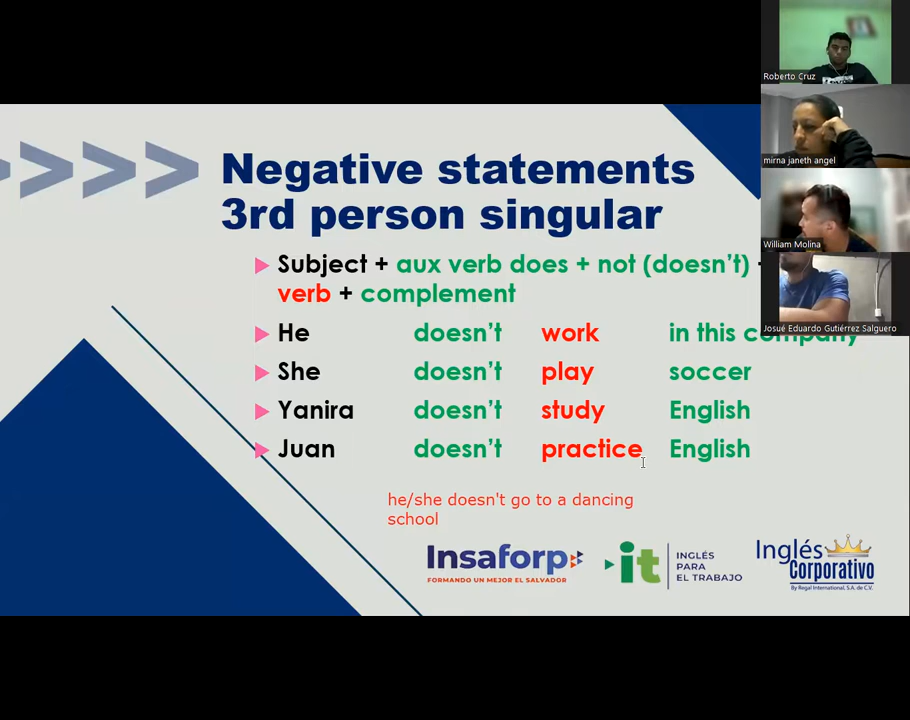 Negative statements
3rd person singular
Subject + aux verb does + not (doesn't)
verb + complement
He doesn't work in this company
She doesn't play soccer
Yanira doesn't study English
Juan doesn't practice English
he/she doesn't go to a dancing
school
Insaforp
FORMANDO UN MEJOR EL SALVADOR
it
INGLÉS
PARA
EL TRABAJO
Inglés
Corporativo
By Regal International, S.A. de C.V.
Roberto Cruz
mirna janeth angel
William Molina
Josué Eduardo Gutiérrez Salguero